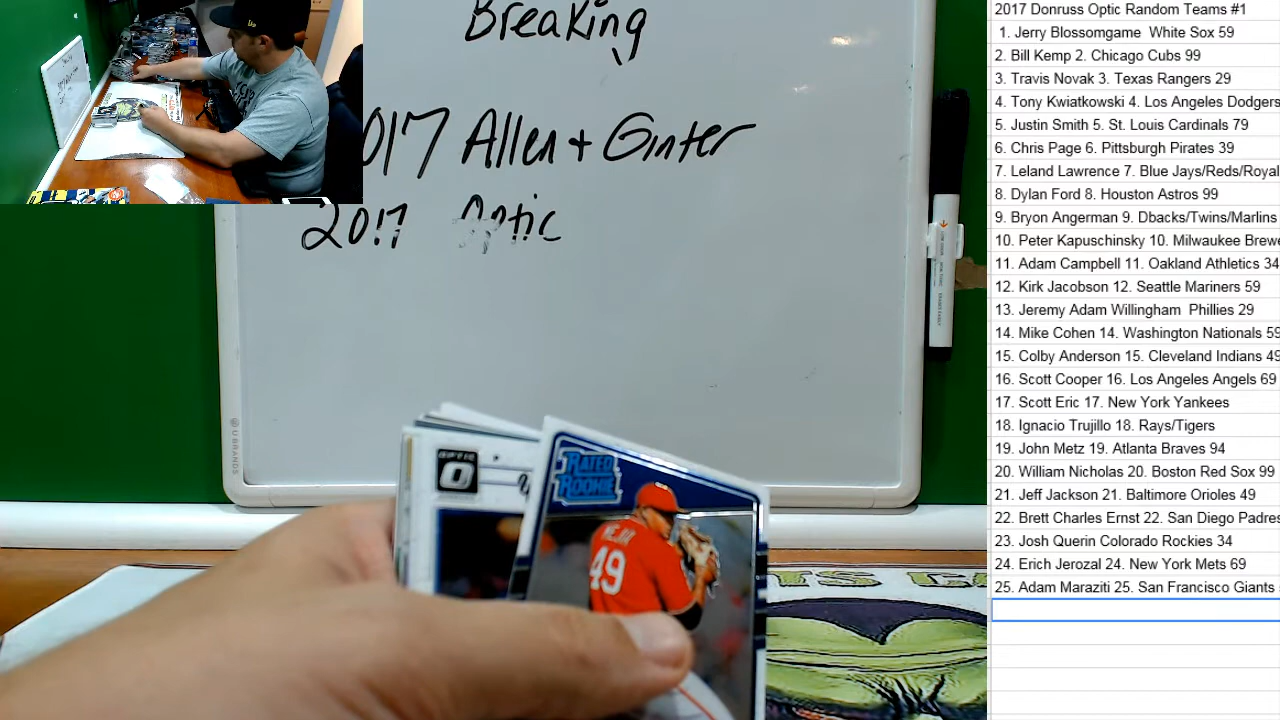 Breaking
017 Allen + Ginter
2017 Optic
@ U BRANDS
OPTIC
RATED
ROOKIE
MEJIA
49
2017 Donruss Optic Random Teams #1
1. Jerry Blossomgame White Sox 59
2. Bill Kemp 2. Chicago Cubs 99
3. Travis Novak 3. Texas Rangers 29
4. Tony Kwiatkowski 4. Los Angeles Dodgers
5. Justin Smith 5. St. Louis Cardinals 79
6. Chris Page 6. Pittsburgh Pirates 39
7. Leland Lawrence 7. Blue Jays/Reds/Royal
8. Dylan Ford 8. Houston Astros 99
9. Bryon Angerman 9. Dbacks/Twins/Marlins
10. Peter Kapuschinsky 10. Milwaukee Brewe
11. Adam Campbell 11. Oakland Athletics 34
12. Kirk Jacobson 12. Seattle Mariners 59
13. Jeremy Adam Willingham Phillies 29
14. Mike Cohen 14. Washington Nationals 59
15. Colby Anderson 15. Cleveland Indians 49
16. Scott Cooper 16. Los Angeles Angels 69
17. Scott Eric 17. New York Yankees
18. Ignacio Trujillo 18. Rays/Tigers
19. John Metz 19. Atlanta Braves 94
20. William Nicholas 20. Boston Red Sox 99
21. Jeff Jackson 21. Baltimore Orioles 49
22. Brett Charles Ernst 22. San Diego Padres
23. Josh Querin Colorado Rockies 34
24. Erich Jerozal 24. New York Mets 69
25. Adam Maraziti 25. San Francisco Giants